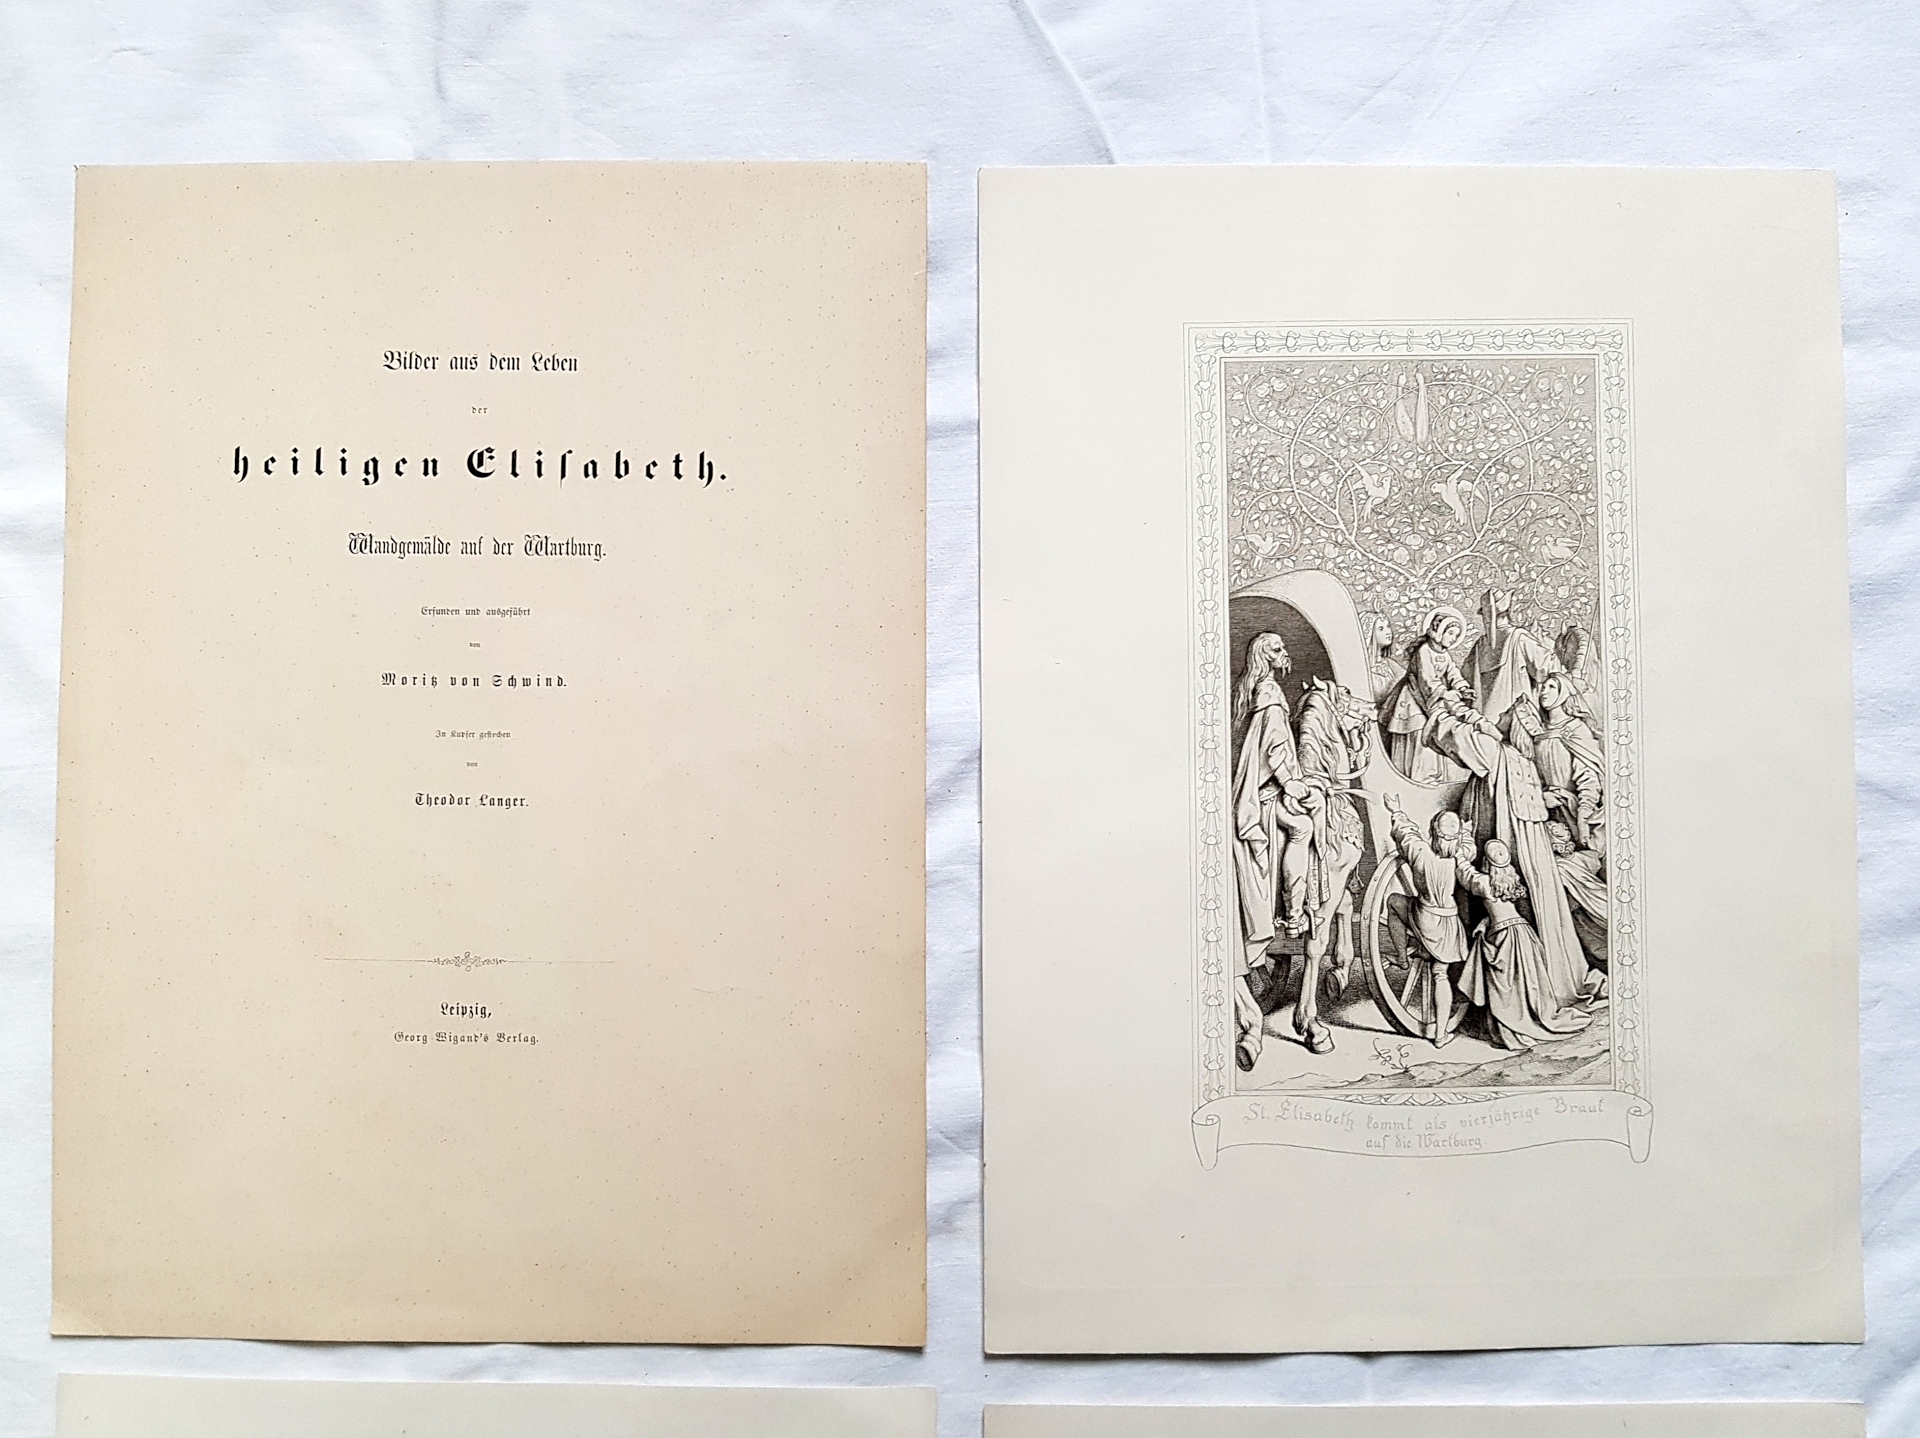 Bilder aus dem Leben
der
heiligen Eliſabeth.
Wandgemälde auf der Wartburg.
Erfunden und ausgeführt
von
Moritz von Schwind.
In Kupfer geſtochen
von
Theodor Langer.
Leipzig,
Georg Wigand's Verlag.
St. Elisabeth kommt als vierjährige Braut
auf die Wartburg.